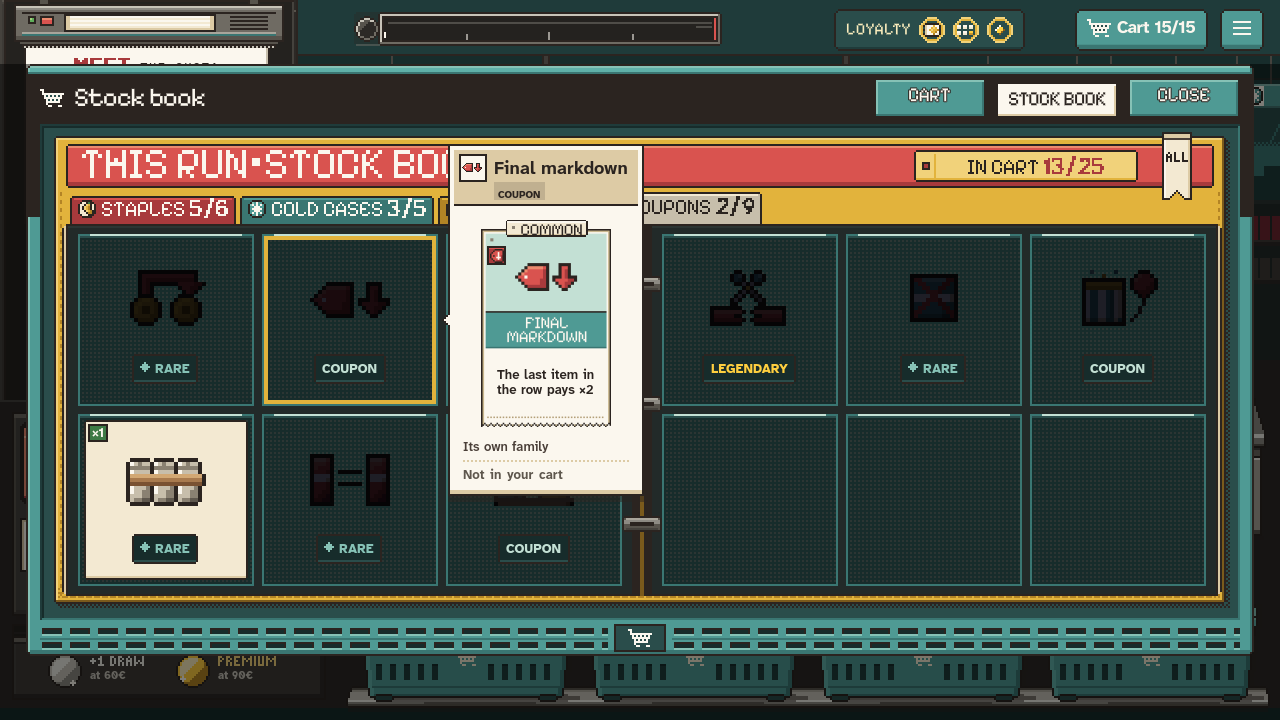 MEET
LOYALTY
Cart 15/15
Stock book
CART
STOCK BOOK
CLOSE
THIS RUN•STOCK BOO
IN CART 13/25
ALL
STAPLES 5/6
COLD CASES 3/5
OUPONS 2/9
Final markdown
COUPON
COMMON
FINAL
MARKDOWN
The last item in
the row pays ×2
Its own family
Not in your cart
RARE
COUPON
LEGENDARY
RARE
COUPON
×1
RARE
RARE
COUPON
+1 DRAW
at 60€
PREMIUM
at 90€